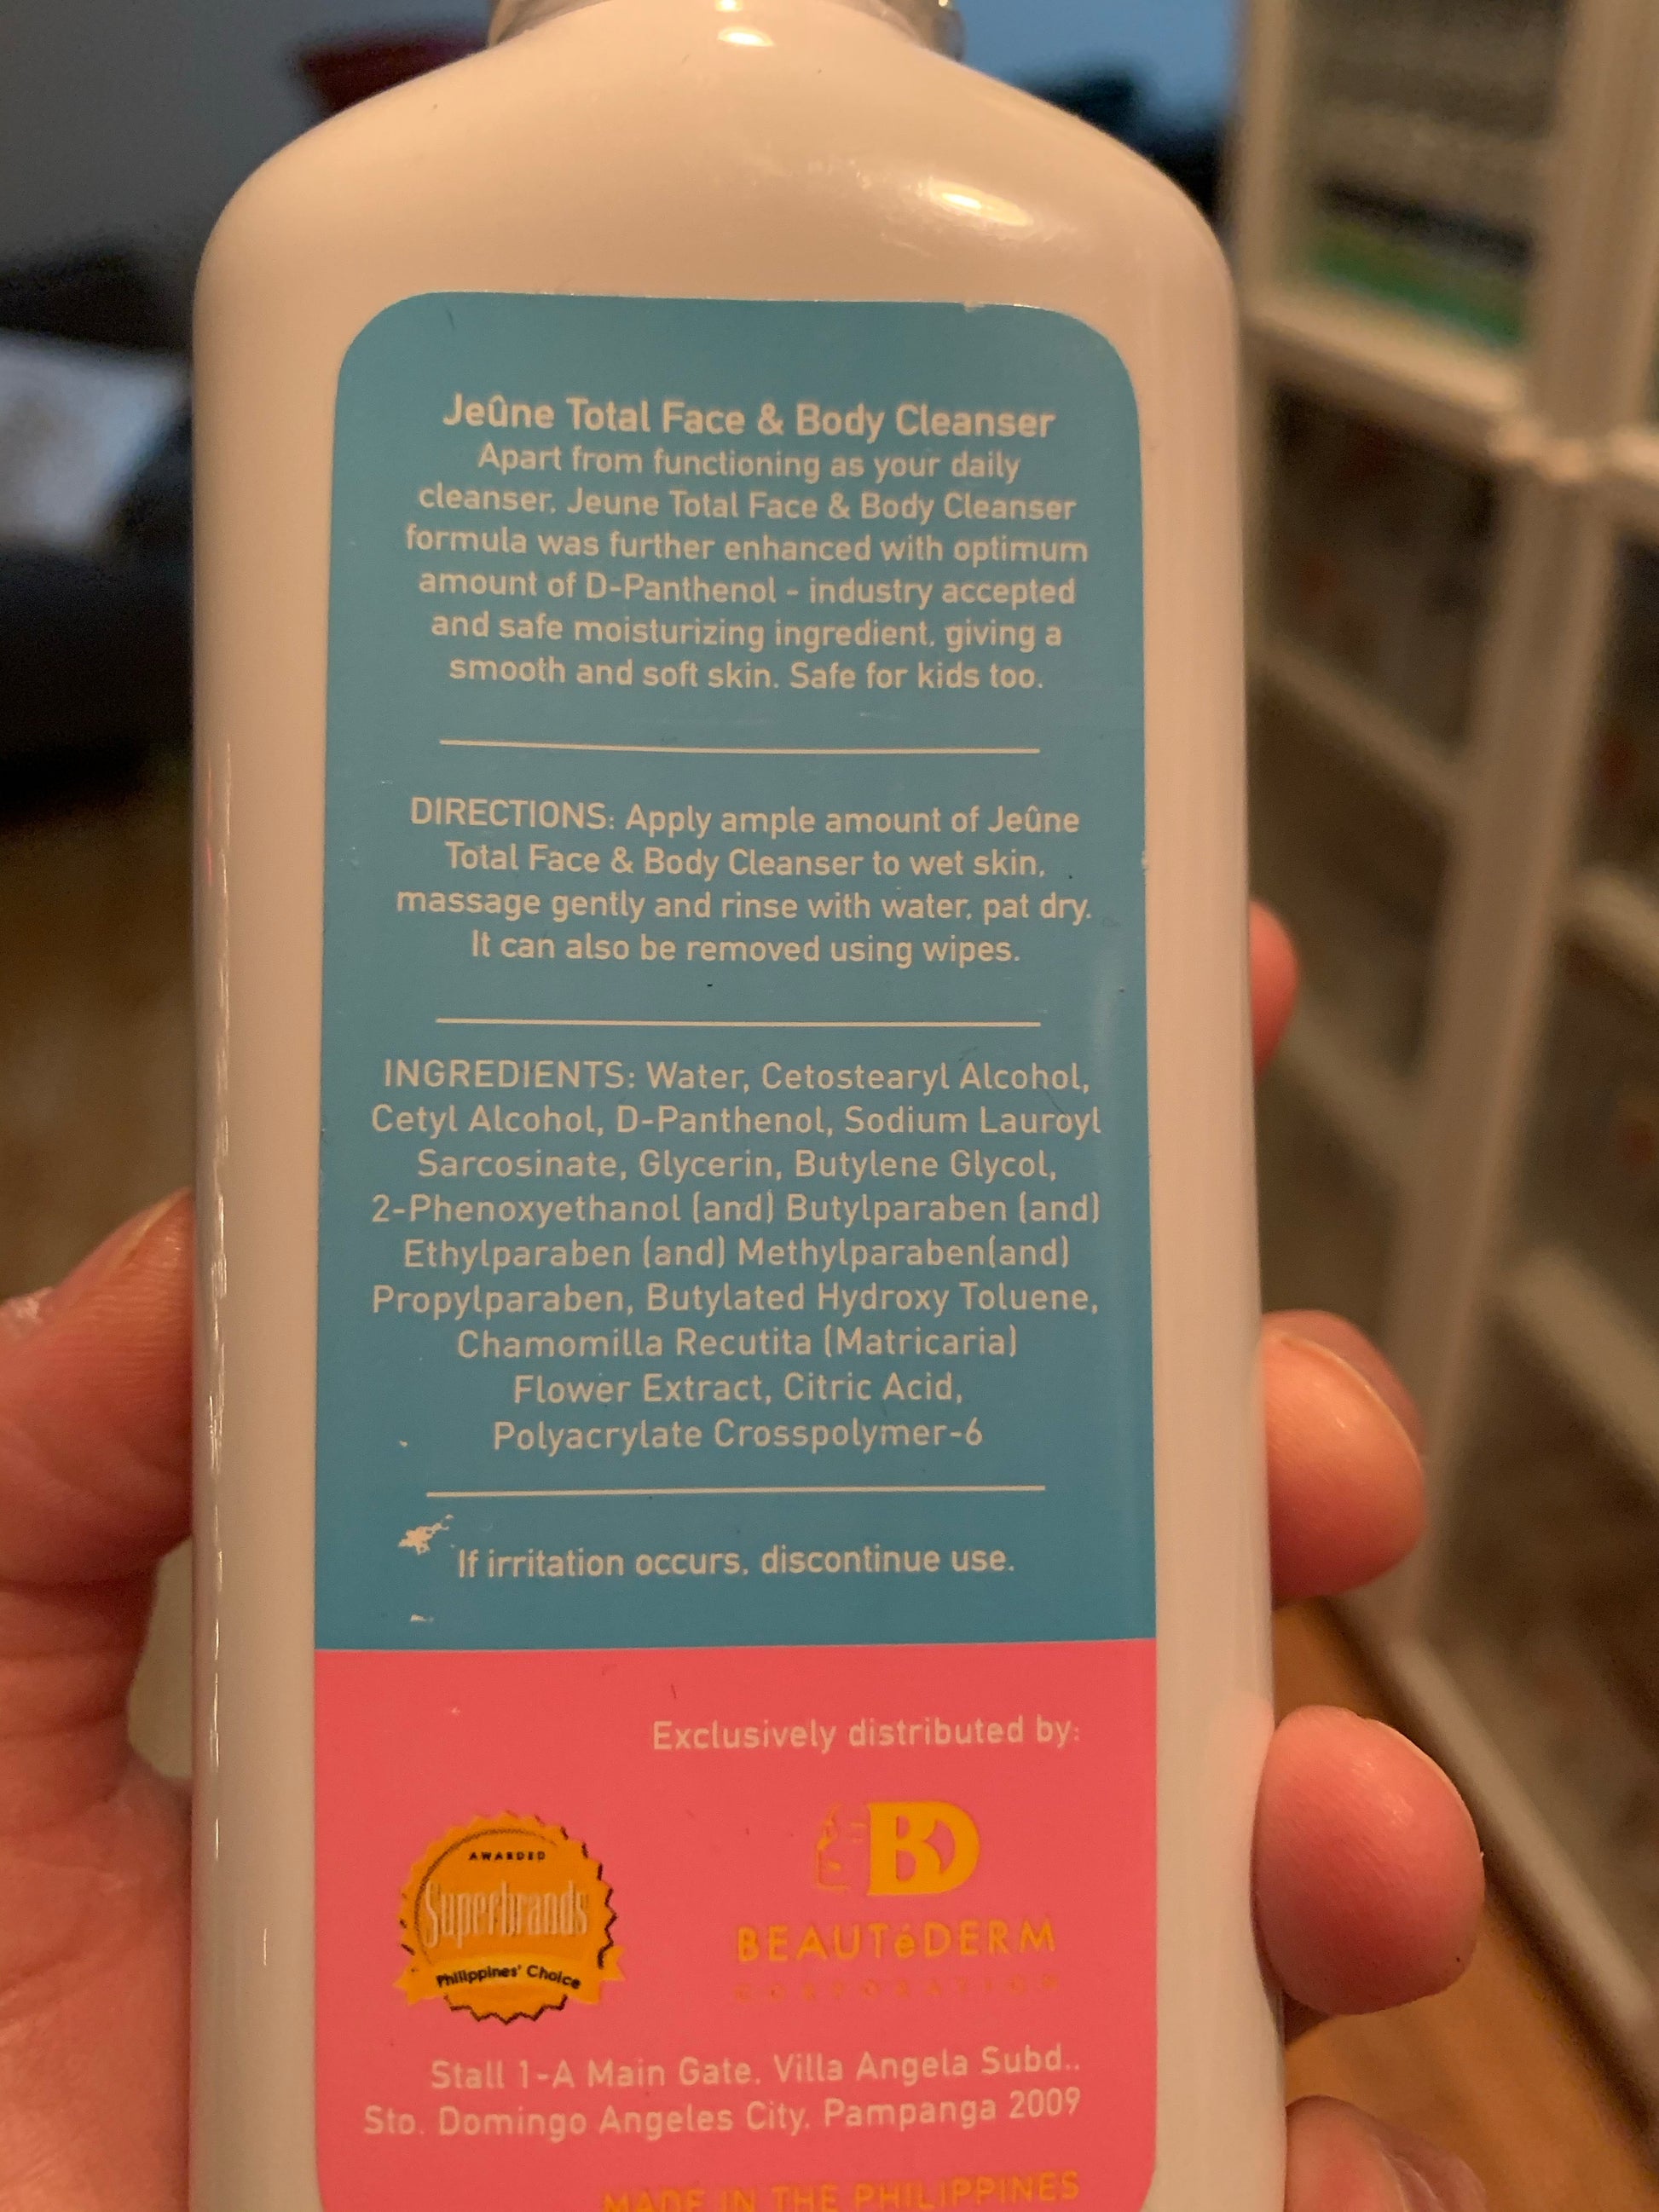 Jeûne Total Face & Body Cleanser
Apart from functioning as your daily
cleanser, Jeune Total Face & Body Cleanser
formula was further enhanced with optimum
amount of D-Panthenol - industry accepted
and safe moisturizing ingredient, giving a
smooth and soft skin. Safe for kids too.
DIRECTIONS: Apply ample amount of Jeûne
Total Face & Body Cleanser to wet skin,
massage gently and rinse with water, pat dry.
It can also be removed using wipes.
INGREDIENTS: Water, Cetostearyl Alcohol,
Cetyl Alcohol, D-Panthenol, Sodium Lauroyl
Sarcosinate, Glycerin, Butylene Glycol,
2-Phenoxyethanol (and) Butylparaben (and)
Ethylparaben (and) Methylparaben(and)
Propylparaben, Butylated Hydroxy Toluene,
Chamomilla Recutita (Matricaria)
Flower Extract, Citric Acid,
Polyacrylate Crosspolymer-6
If irritation occurs, discontinue use.
Exclusively distributed by:
AWARDED
Superbrands
Philippines' Choice
BD
BEAUTéDERM
CORPORATION
Stall 1-A Main Gate, Villa Angela Subd.,
Sto. Domingo Angeles City, Pampanga 2009
MADE IN THE PHILIPPINES